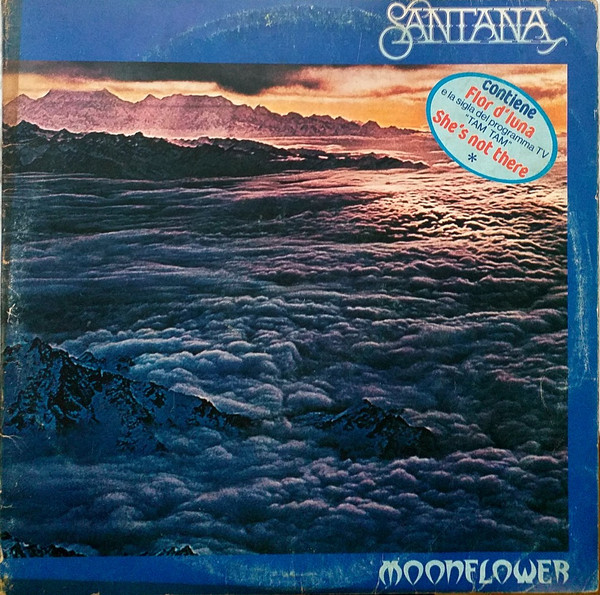 SANTANA
contiene
Flor d'luna
e la sigla del programma TV
"TAM TAM"
She's not there
*
MOONFLOWER